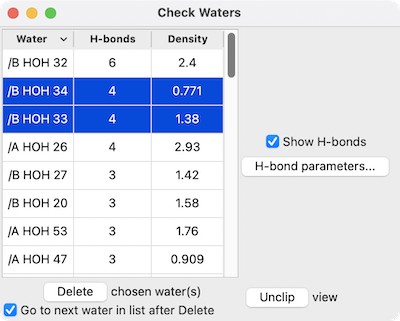 Check Waters
Water H-bonds Density
/B HOH 32 6 2.4
/B HOH 34 4 0.771
/B HOH 33 4 1.38
/A HOH 26 4 2.93
/B HOH 27 3 1.42
/B HOH 20 3 1.58
/A HOH 53 3 1.76
/A HOH 47 3 0.909
Show H-bonds
H-bond parameters...
Delete chosen water(s)
Go to next water in list after Delete
Unclip view